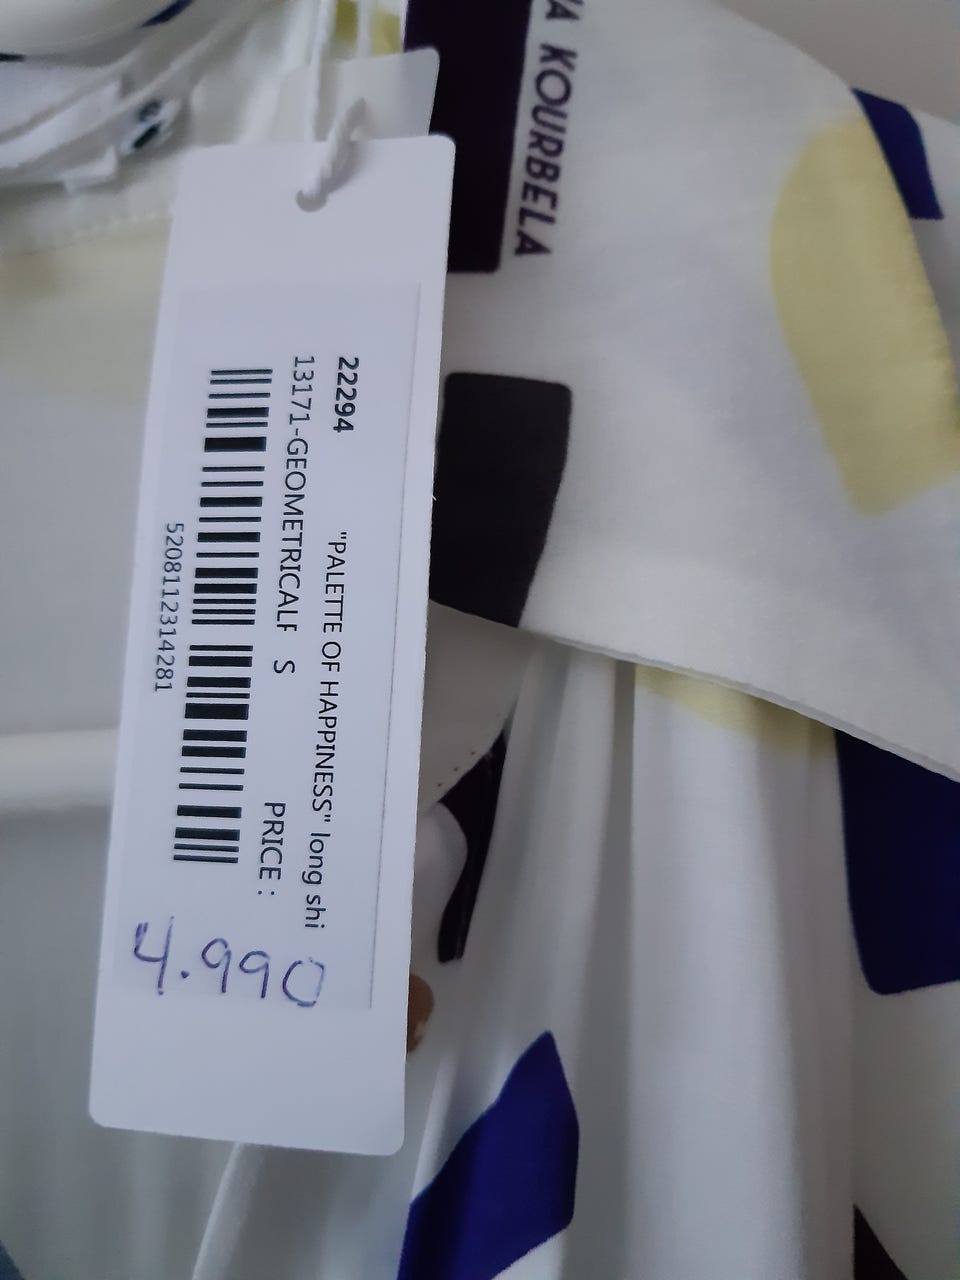 A KOURBELA
22294 "PALETTE OF HAPPINESS" long shi
13171-GEOMETRICALF S PRICE :
5208112314281
4.990